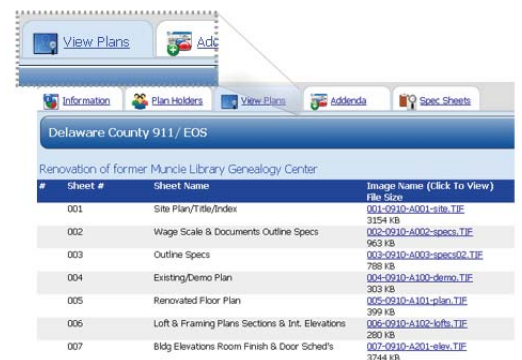 View Plans Add
Information Plan Holders View Plans Addenda Spec Sheets
Delaware County 911/ EOS
Renovation of former Muncie Library Genealogy Center
# Sheet # Sheet Name Image Name (Click To View)
File Size
001 Site Plan/Title/Index 001-0910-A001-site.TIF
3154 KB
002 Wage Scale & Documents Outline Specs 002-0910-A002-specs.TIF
963 KB
003 Outline Specs 003-0910-A003-specs02.TIF
788 KB
004 Existing/Demo Plan 004-0910-A100-demo.TIF
303 KB
005 Renovated Floor Plan 005-0910-A101-plan.TIF
399 KB
006 Loft & Framing Plans Sections & Int. Elevations 006-0910-A102-lofts.TIF
280 KB
007 Bldg Elevations Room Finish & Door Sched's 007-0910-A201-elev.TIF
3744 KB